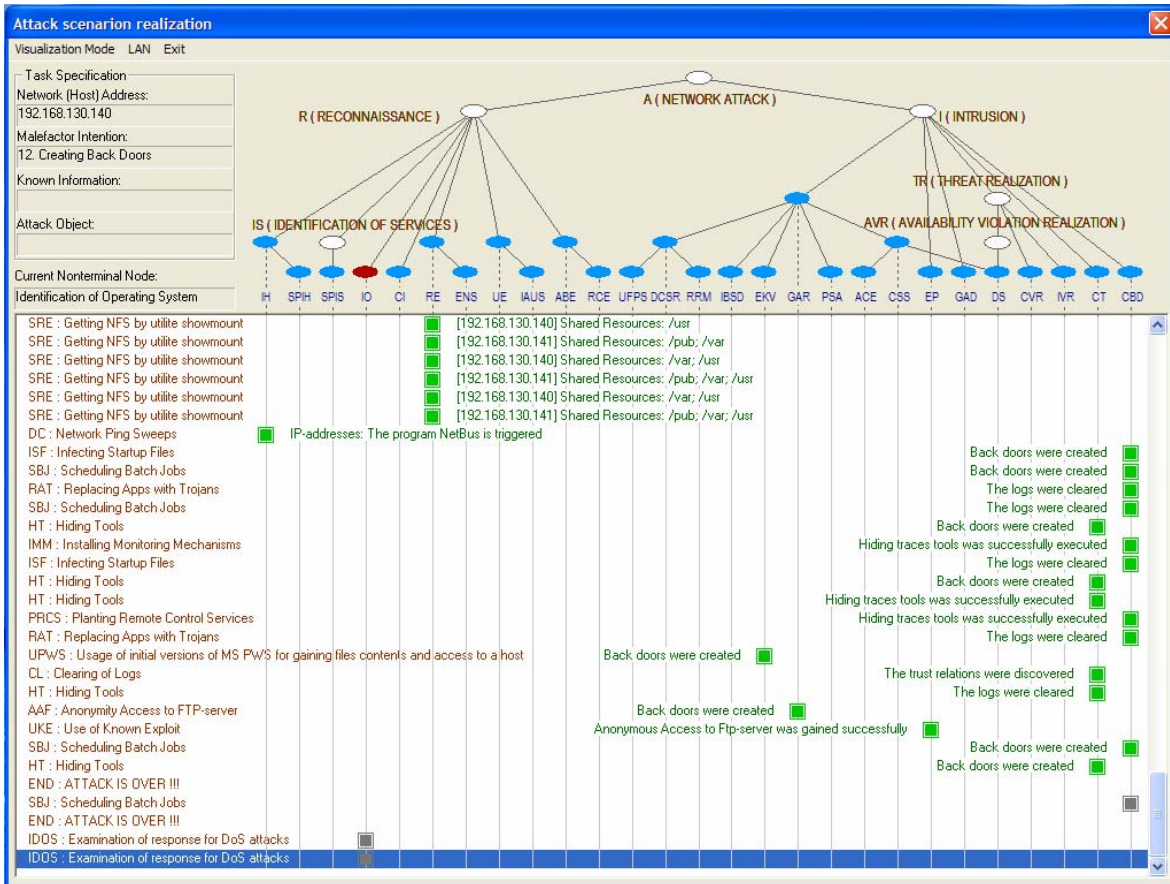 Attack scenarion realization
Visualization Mode LAN Exit
Task Specification
Network (Host) Address:
192.168.130.140
Malefactor Intention:
12. Creating Back Doors
Known Information:
Attack Object:
Current Nonterminal Node:
Identification of Operating System
A ( NETWORK ATTACK )
R ( RECONNAISSANCE )
I ( INTRUSION )
TR ( THREAT REALIZATION )
IS ( IDENTIFICATION OF SERVICES )
AVR ( AVAILABILITY VIOLATION REALIZATION )
IH SPIH SPIS IO CI RE ENS UE IAUS ABE RCE UFPS DCSR RRM IBSD EKV GAR PSA ACE CSS EP GAD DS CVR IVR CT CBD
SRE : Getting NFS by utilite showmount [192.168.130.140] Shared Resources: /usr
SRE : Getting NFS by utilite showmount [192.168.130.141] Shared Resources: /pub; /var
SRE : Getting NFS by utilite showmount [192.168.130.140] Shared Resources: /var; /usr
SRE : Getting NFS by utilite showmount [192.168.130.141] Shared Resources: /pub; /var; /usr
SRE : Getting NFS by utilite showmount [192.168.130.140] Shared Resources: /var; /usr
SRE : Getting NFS by utilite showmount [192.168.130.141] Shared Resources: /pub; /var; /usr
DC : Network Ping Sweeps IP-addresses: The program NetBus is triggered
ISF : Infecting Startup Files Back doors were created
SBJ : Scheduling Batch Jobs Back doors were created
RAT : Replacing Apps with Trojans The logs were cleared
SBJ : Scheduling Batch Jobs The logs were cleared
HT : Hiding Tools Back doors were created
IMM : Installing Monitoring Mechanisms Hiding traces tools was successfully executed
ISF : Infecting Startup Files The logs were cleared
HT : Hiding Tools Back doors were created
HT : Hiding Tools Hiding traces tools was successfully executed
PRCS : Planting Remote Control Services Hiding traces tools was successfully executed
RAT : Replacing Apps with Trojans The logs were cleared
UPWS : Usage of initial versions of MS PWS for gaining files contents and access to a host Back doors were created
CL : Clearing of Logs The trust relations were discovered
HT : Hiding Tools The logs were cleared
AAF : Anonymity Access to FTP-server Back doors were created
UKE : Use of Known Exploit Anonymous Access to Ftp-server was gained successfully
SBJ : Scheduling Batch Jobs Back doors were created
HT : Hiding Tools Back doors were created
END : ATTACK IS OVER !!!
SBJ : Scheduling Batch Jobs
END : ATTACK IS OVER !!!
IDOS : Examination of response for DoS attacks
IDOS : Examination of response for DoS attacks